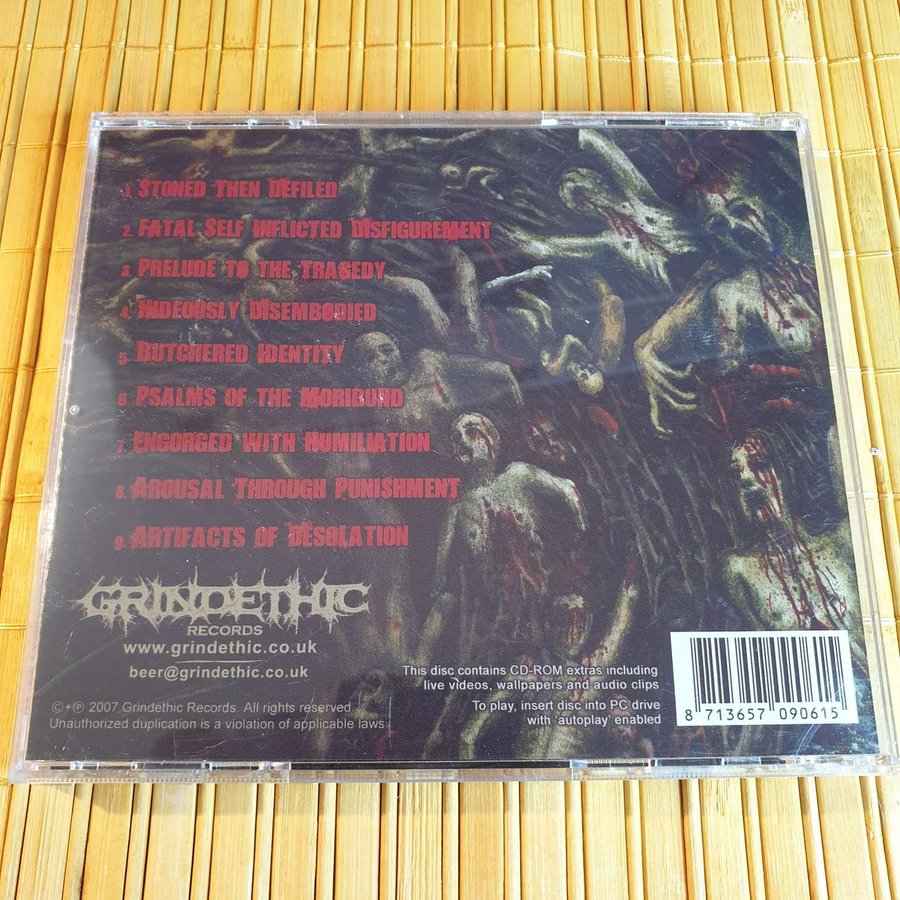 1. Stoned Then Defiled
2. Fatal Self Inflicted Disfigurement
3. Prelude to the Tragedy
4. Hideously Disembodied
5. Butchered Identity
6. Psalms of the Moribund
7. Engorged with Humiliation
8. Arousal Through Punishment
9. Artifacts of Desolation
GRINDETHIC
RECORDS
www.grindethic.co.uk
beer@grindethic.co.uk
©+℗ 2007 Grindethic Records. All rights reserved
Unauthorized duplication is a violation of applicable laws
This disc contains CD-ROM extras including
live videos, wallpapers and audio clips
To play, insert disc into PC drive
with 'autoplay' enabled
8 713657 090615